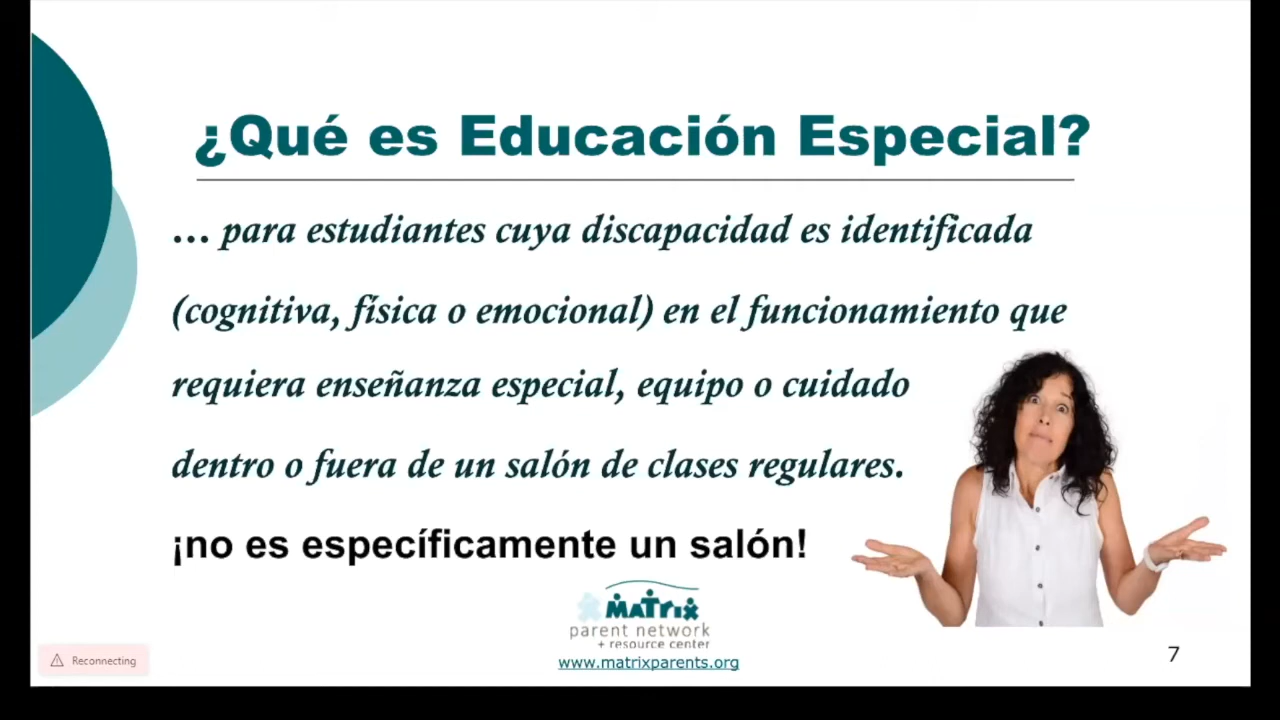 ¿Qué es Educación Especial?
... para estudiantes cuya discapacidad es identificada
(cognitiva, física o emocional) en el funcionamiento que
requiera enseñanza especial, equipo o cuidado
dentro o fuera de un salón de clases regulares.
¡no es específicamente un salón!
MATRIX
parent network
+ resource center
www.matrixparents.org
Reconnecting
7